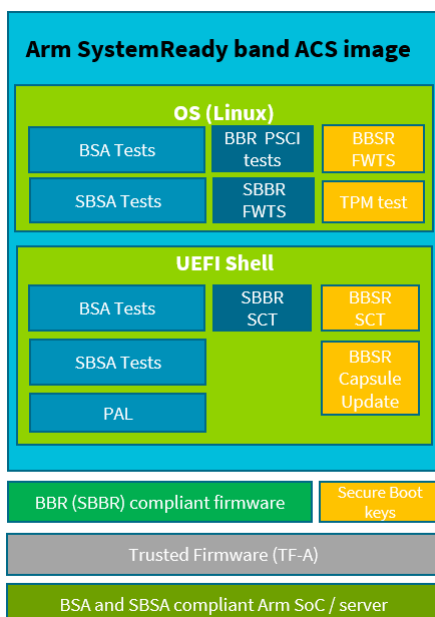 Arm SystemReady band ACS image
OS (Linux)
BSA Tests
BBR PSCI
tests
BBSR
FWTS
SBSA Tests
SBBR
FWTS
TPM test
UEFI Shell
BSA Tests
SBBR
SCT
BBSR
SCT
SBSA Tests
BBSR
Capsule
Update
PAL
BBR (SBBR) compliant firmware
Secure Boot
keys
Trusted Firmware (TF-A)
BSA and SBSA compliant Arm SoC / server